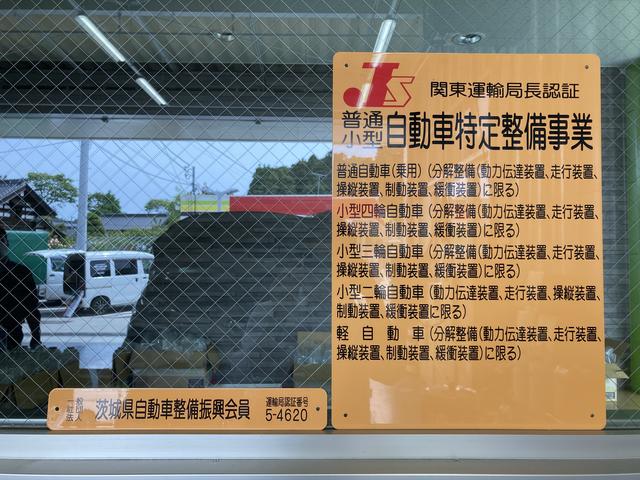 JS 関東運輸局長認証
普通
小型 自動車特定整備事業
普通自動車(乗用)(分解整備(動力伝達装置、走行装置、
操縦装置、制動装置、緩衝装置)に限る)
小型四輪自動車(分解整備(動力伝達装置、走行装置、
操縦装置、制動装置、緩衝装置)に限る)
小型三輪自動車(分解整備(動力伝達装置、走行装置、
操縦装置、制動装置、緩衝装置)に限る)
小型二輪自動車(動力伝達装置、走行装置、操縦装置、
制動装置、緩衝装置)に限る)
軽自動車(分解整備(動力伝達装置、走行装置、
操縦装置、制動装置、緩衝装置)に限る)
一般
社団
法人 茨城県自動車整備振興会員 運輸局認証番号
5-4620